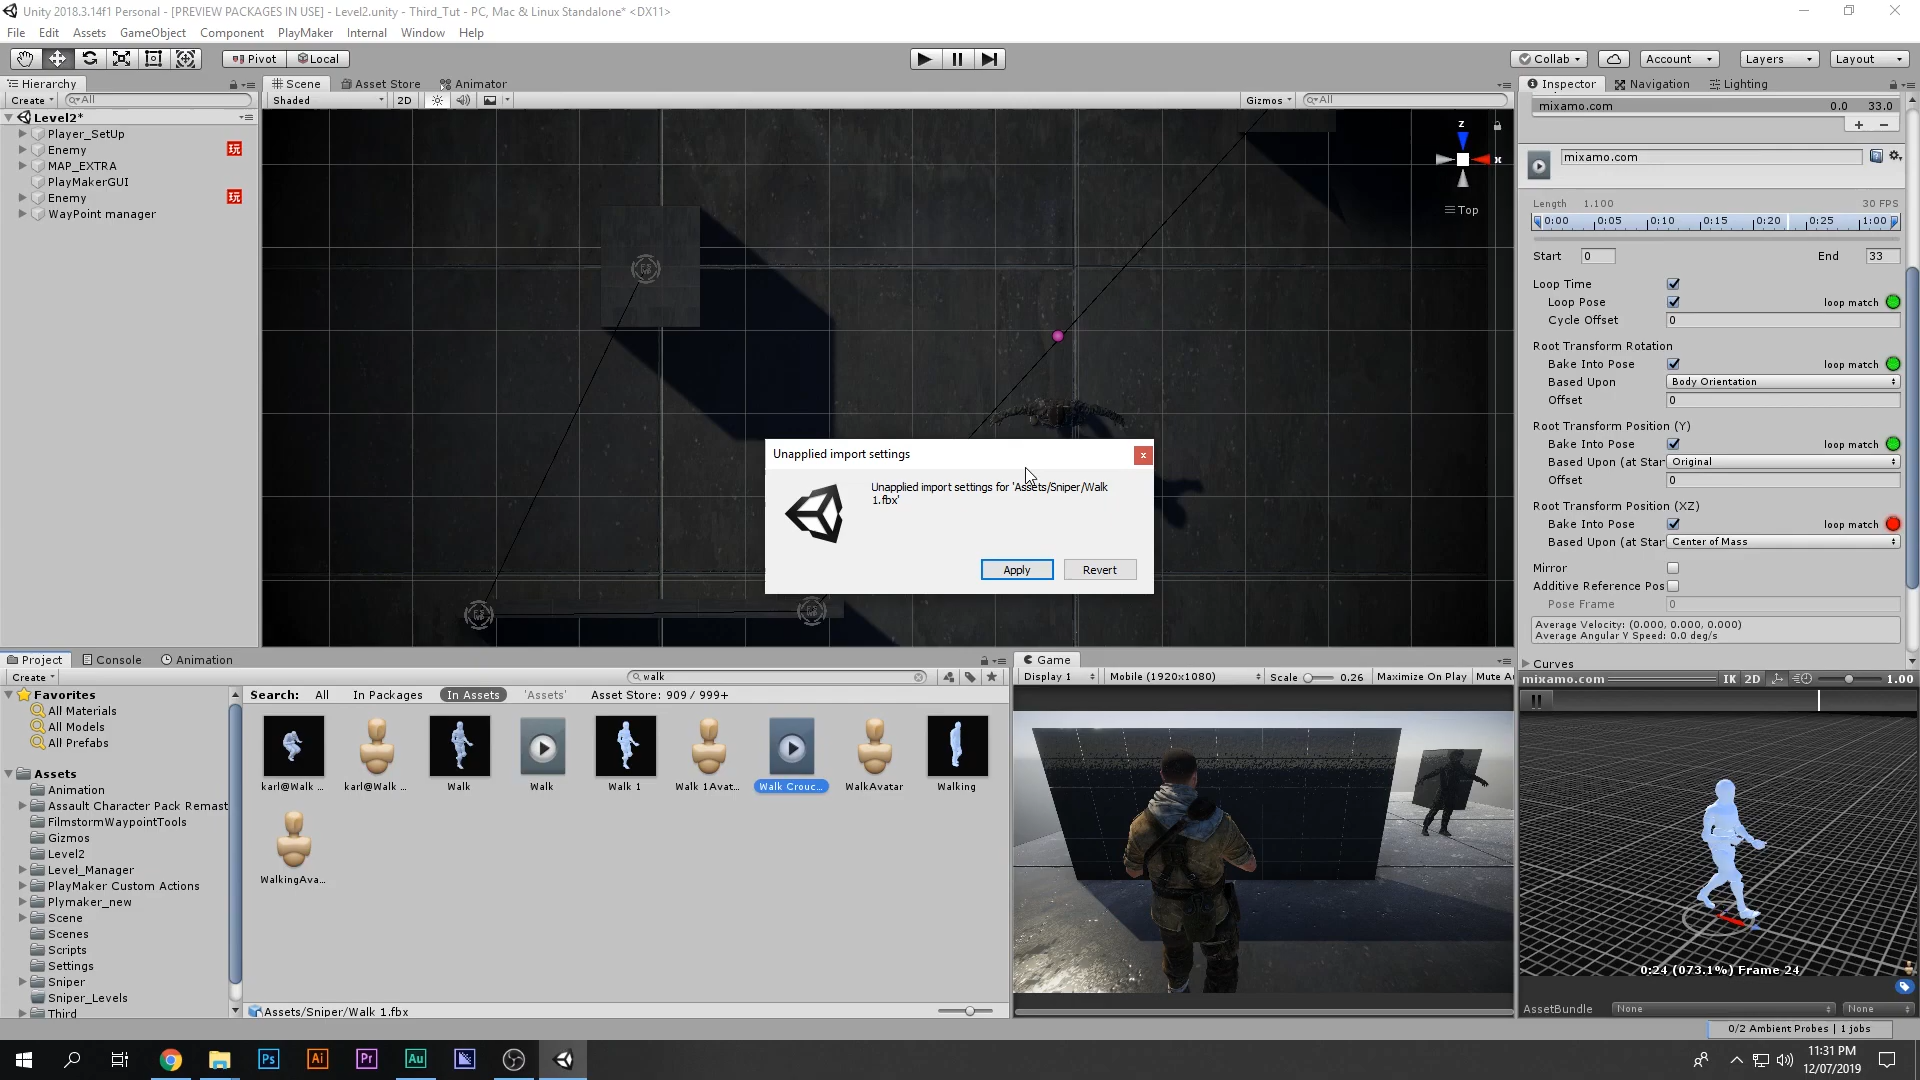 Unity 2018.3.14f1 Personal - [PREVIEW PACKAGES IN USE] - Level2.unity - Third_Tut - PC, Mac & Linux Standalone* <DX11>
File Edit Assets GameObject Component PlayMaker Internal Window Help
Pivot Local Collab Account Layers Layout
Hierarchy
Create All
Level2*
Player_SetUp
Enemy 玩
MAP_EXTRA
PlayMakerGUI
Enemy 玩
WayPoint manager
Scene Asset Store Animator
Shaded 2D Gizmos All
z
x
Top
Unapplied import settings
x
Unapplied import settings for 'Assets/Sniper/Walk
1.fbx'
Apply Revert
Inspector Navigation Lighting
mixamo.com 0.0 33.0
+ −
mixamo.com
Length 1.100 30 FPS
0:00 0:05 0:10 0:15 0:20 0:25 1:00
Start 0 End 33
Loop Time
Loop Pose loop match
Cycle Offset 0
Root Transform Rotation
Bake Into Pose loop match
Based Upon Body Orientation
Offset 0
Root Transform Position (Y)
Bake Into Pose loop match
Based Upon (at Star Original
Offset 0
Root Transform Position (XZ)
Bake Into Pose loop match
Based Upon (at Star Center of Mass
Mirror
Additive Reference Pos
Pose Frame 0
Average Velocity: (0.000, 0.000, 0.000)
Average Angular Y Speed: 0.0 deg/s
Curves
mixamo.com IK 2D 1.00
0:24 (073.1%) Frame 24
AssetBundle None None
0/2 Ambient Probes | 1 jobs
Project Console Animation
Create walk
Favorites
All Materials
All Models
All Prefabs
Assets
Animation
Assault Character Pack Remast
FilmstormWaypointTools
Gizmos
Level2
Level_Manager
PlayMaker Custom Actions
Plymaker_new
Scene
Scenes
Scripts
Settings
Sniper
Sniper_Levels
Third
Search: All In Packages In Assets 'Assets' Asset Store: 909 / 999+
karl@Walk ... karl@Walk ... Walk Walk Walk 1 Walk 1Avat... Walk Crouc... WalkAvatar Walking
WalkingAva...
Assets/Sniper/Walk 1.fbx
Game
Display 1 Mobile (1920x1080) Scale 0.26 Maximize On Play Mute A
Ps Ai Pr Au
11:31 PM
12/07/2019